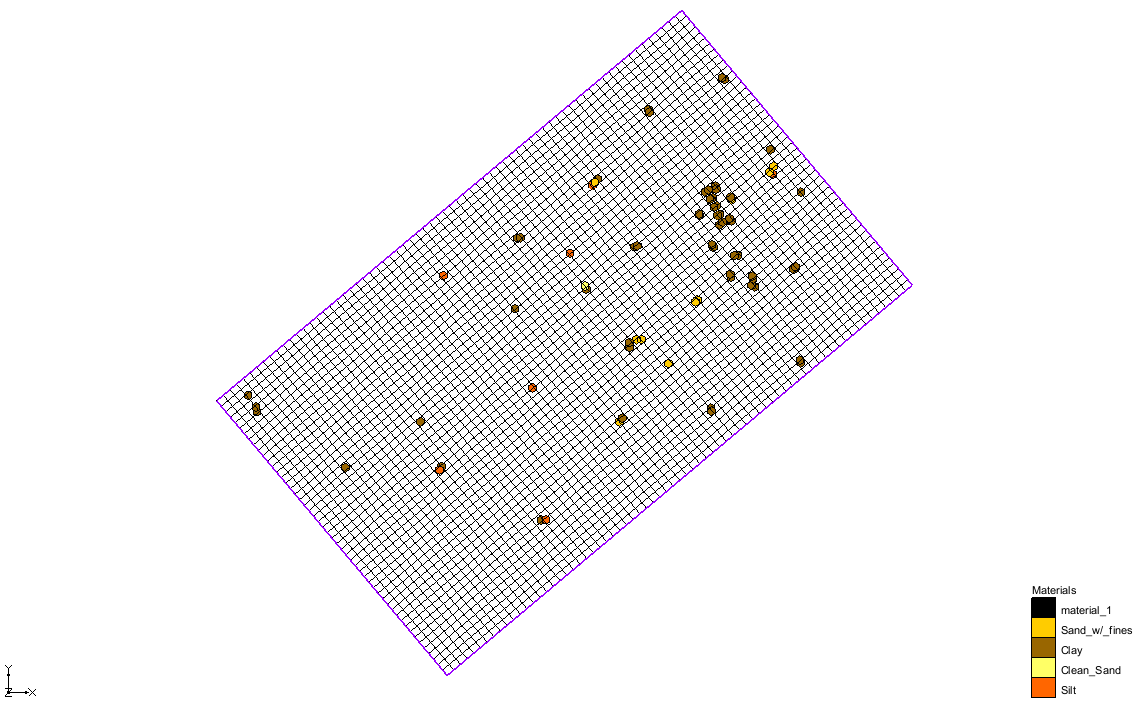 Materials
material_1
Sand_w/_fines
Clay
Clean_Sand
Silt
Y
Z X